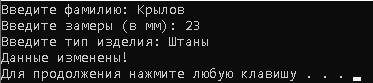 Введите фамилию: Крылов
Введите замеры (в мм): 23
Введите тип изделия: Штаны
Данные изменены!
Для продолжения нажмите любую клавишу . . .